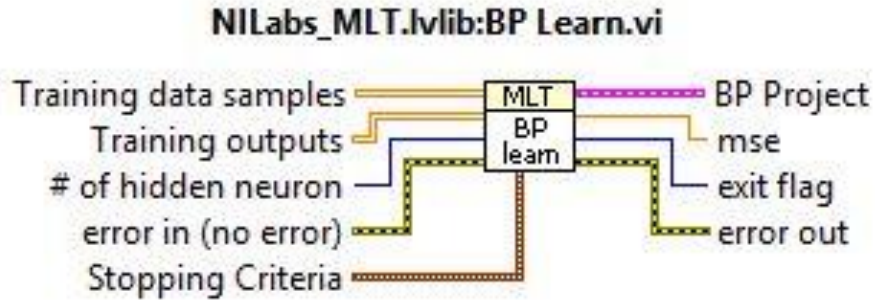 NILabs_MLT.lvlib:BP Learn.vi
Training data samples
Training outputs
# of hidden neuron
error in (no error)
Stopping Criteria
MLT
BP
learn
BP Project
mse
exit flag
error out